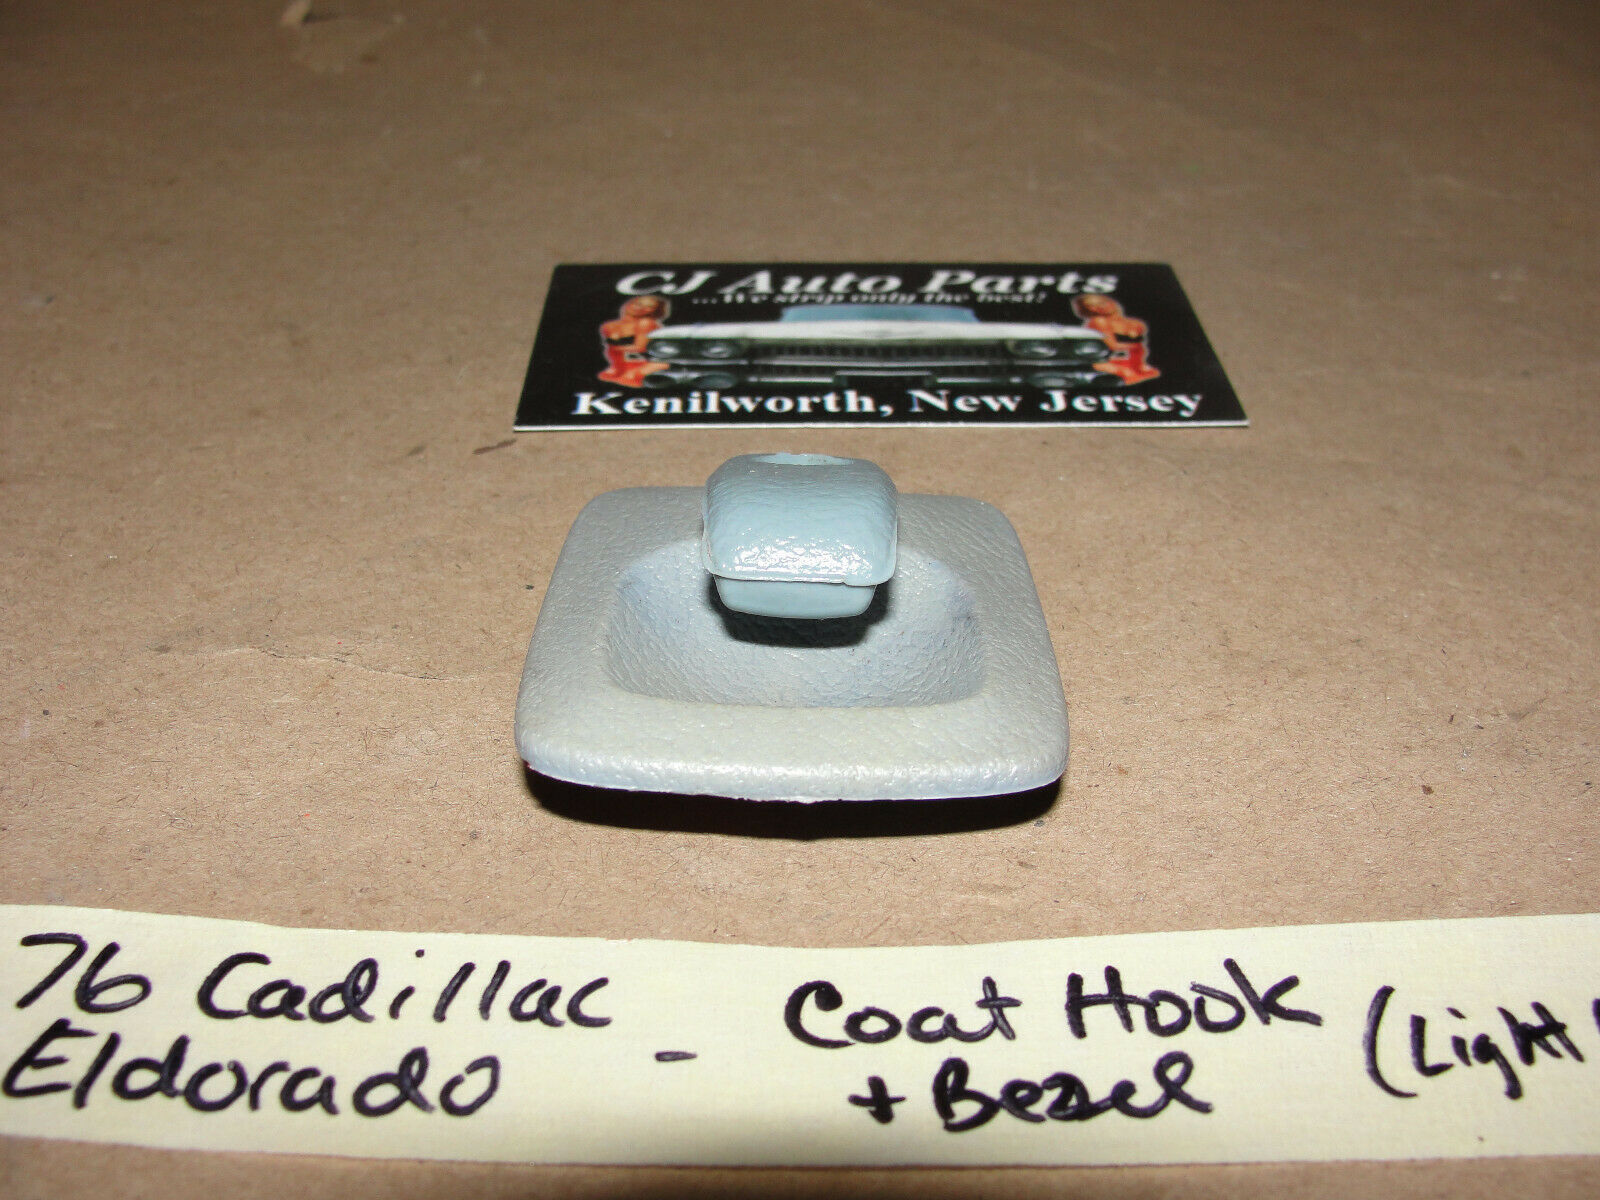 CJ Auto Parts
...We strip only the best!
Kenilworth, New Jersey
76 Cadillac - Coat Hook (Light
Eldorado + Bezel